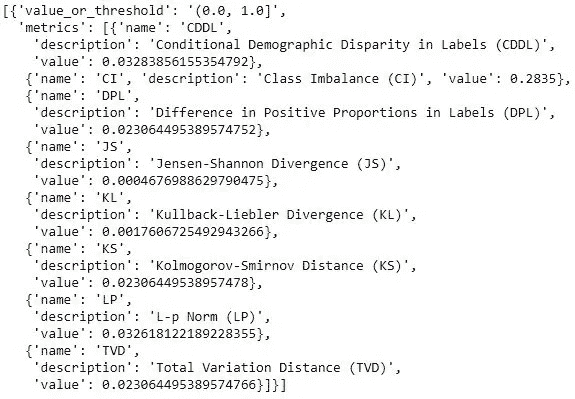 [{'value_or_threshold': '(0.0, 1.0]',
'metrics': [{'name': 'CDDL',
'description': 'Conditional Demographic Disparity in Labels (CDDL)',
'value': 0.03283856155354792},
{'name': 'CI', 'description': 'Class Imbalance (CI)', 'value': 0.2835},
{'name': 'DPL',
'description': 'Difference in Positive Proportions in Labels (DPL)',
'value': 0.023064495389574752},
{'name': 'JS',
'description': 'Jensen-Shannon Divergence (JS)',
'value': 0.0004676988629790475},
{'name': 'KL',
'description': 'Kullback-Liebler Divergence (KL)',
'value': 0.0017606725492943266},
{'name': 'KS',
'description': 'Kolmogorov-Smirnov Distance (KS)',
'value': 0.02306449538957478},
{'name': 'LP',
'description': 'L-p Norm (LP)',
'value': 0.032618122189228355},
{'name': 'TVD',
'description': 'Total Variation Distance (TVD)',
'value': 0.023064495389574766}]}]